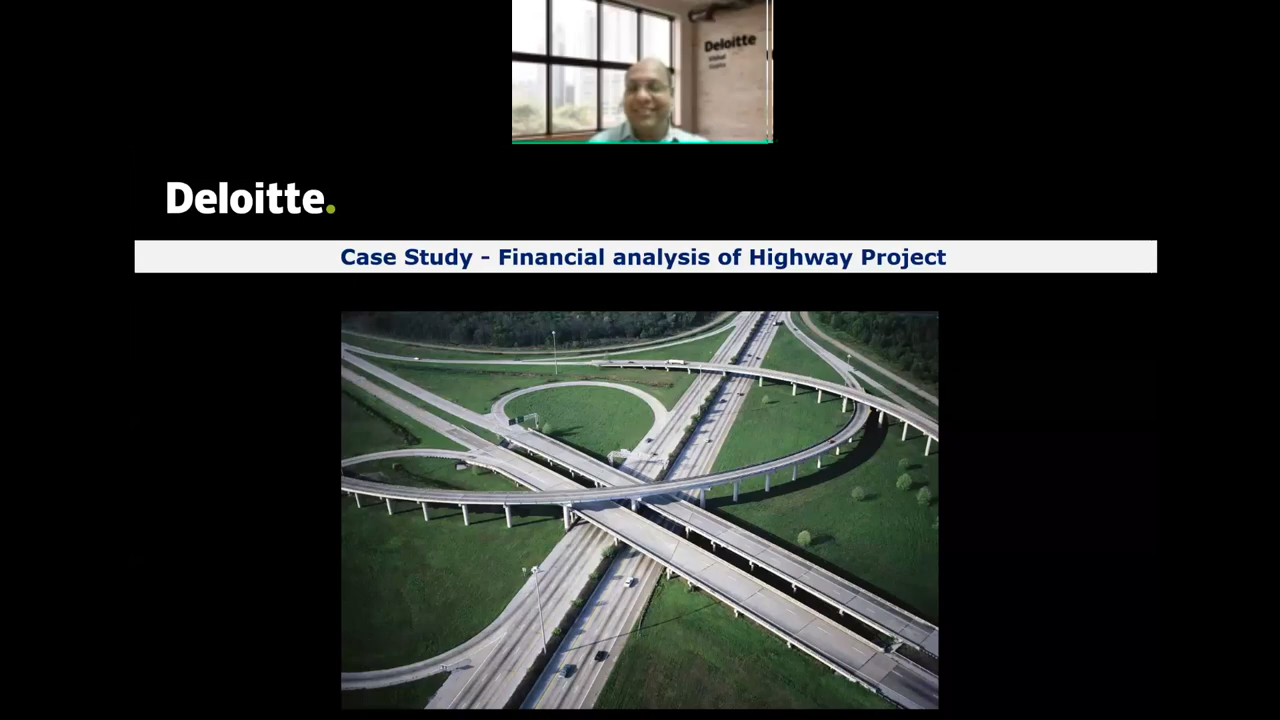 Deloitte
Deloitte.
Case Study - Financial analysis of Highway Project